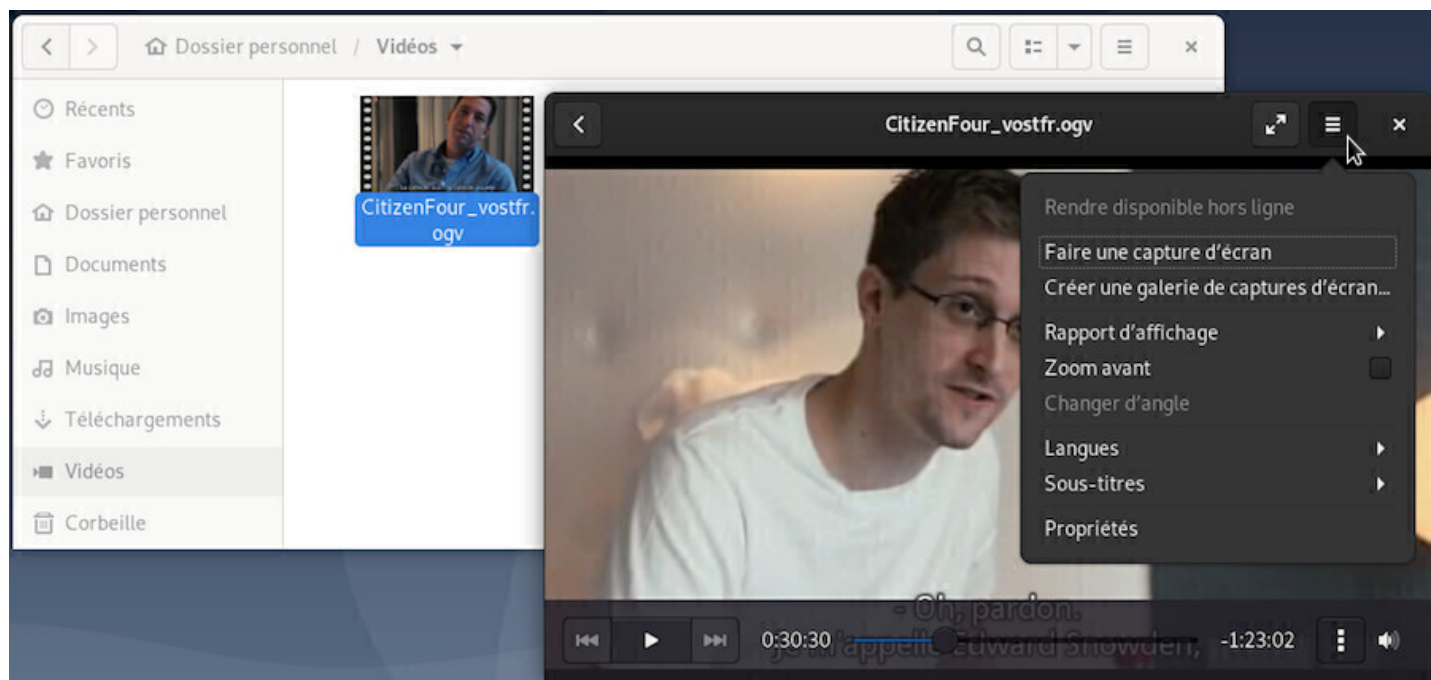 Dossier personnel / Vidéos
Récents
Favoris
Dossier personnel
Documents
Images
Musique
Téléchargements
Vidéos
Corbeille
CitizenFour_vostfr.
ogv
CitizenFour_vostfr.ogv
Rendre disponible hors ligne
Faire une capture d'écran
Créer une galerie de captures d'écran...
Rapport d'affichage
Zoom avant
Changer d'angle
Langues
Sous-titres
Propriétés
- Oh, pardon.
je m'appelle Edward Snowden,
0:30:30
-1:23:02